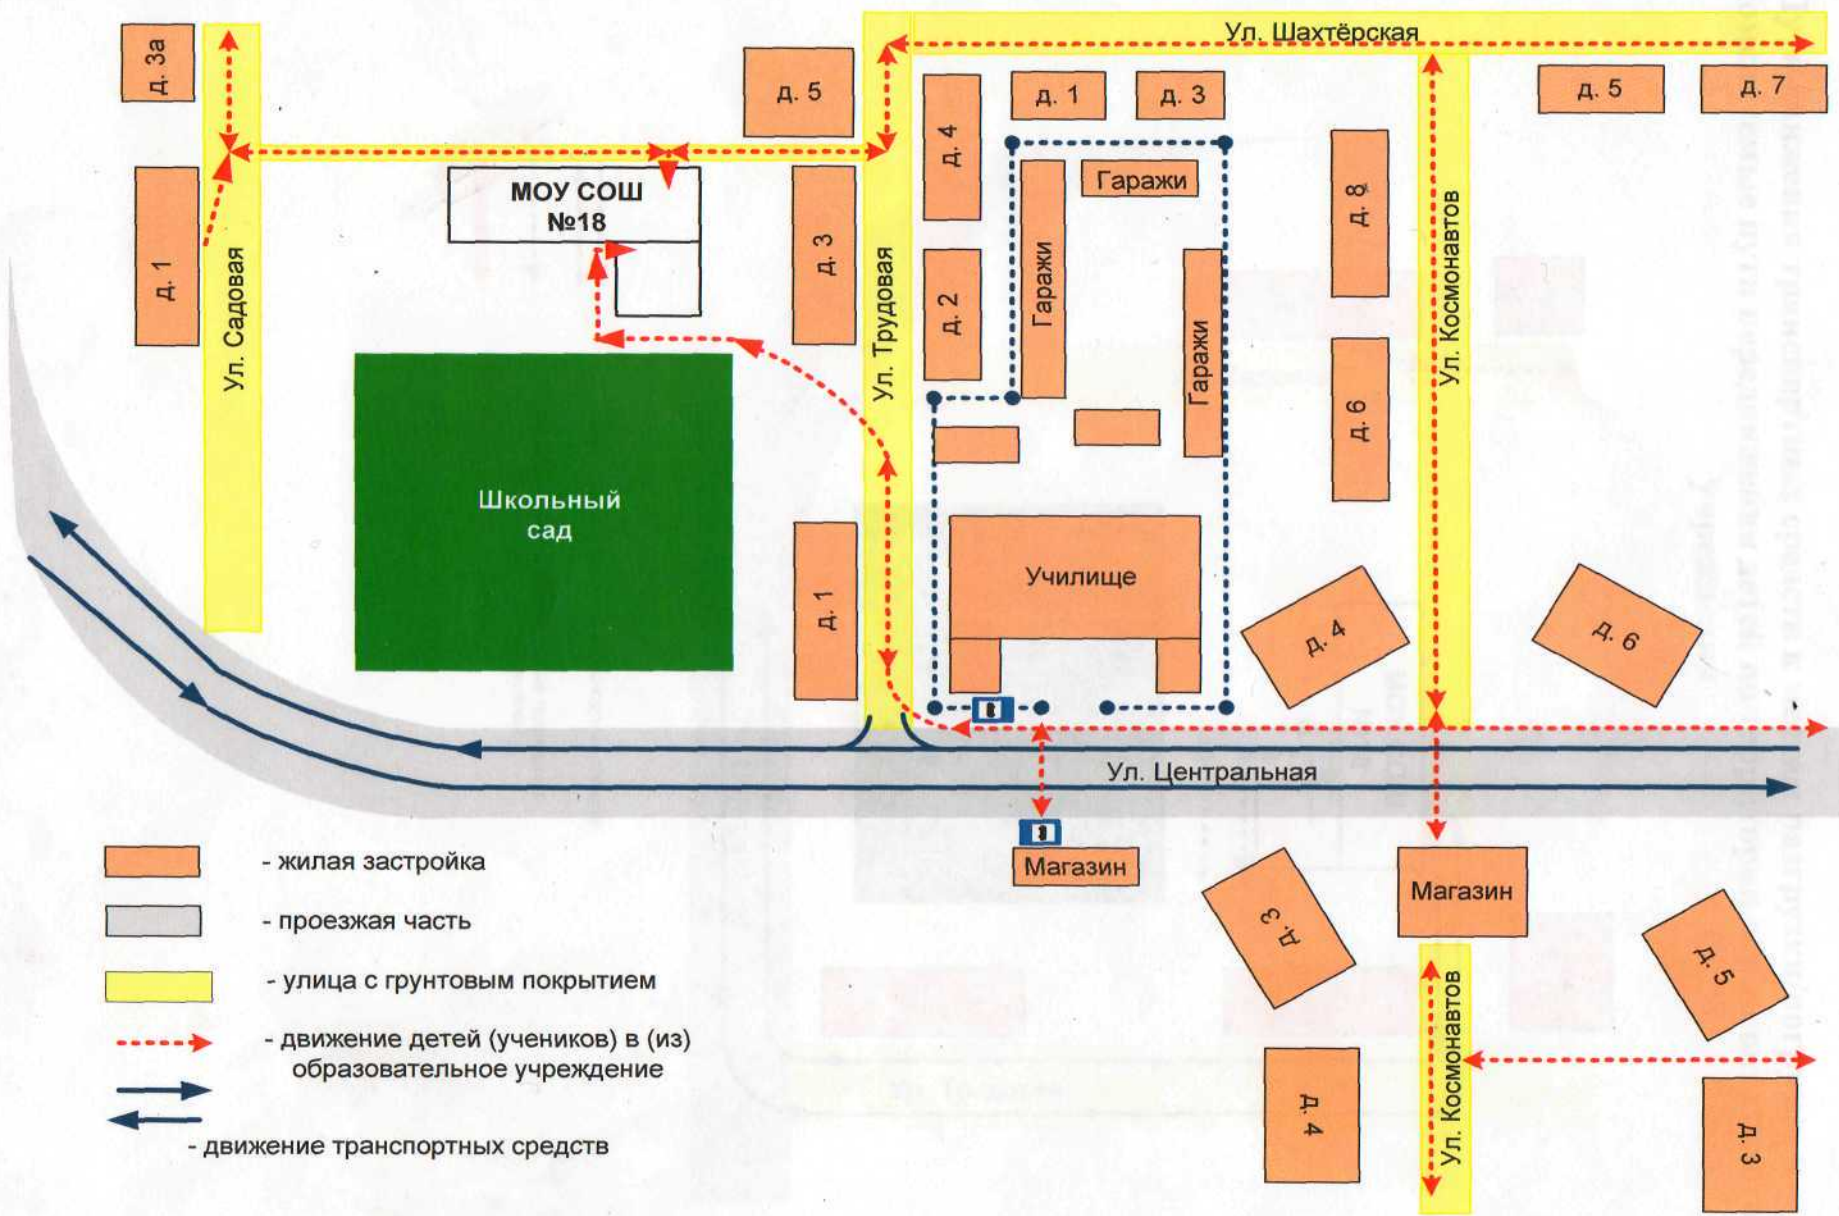 Ул. Шахтёрская
д. 3а
д. 5
д. 1
д. 3
д. 5
д. 7
д. 4
Гаражи
МОУ СОШ
№18
д. 8
д. 1
Ул. Садовая
д. 3
Ул. Трудовая
д. 2
Гаражи
Гаражи
Ул. Космонавтов
д. 6
Школьный
сад
Училище
д. 1
д. 4
д. 6
Ул. Центральная
- жилая застройка
Магазин
Магазин
д. 3
- проезжая часть
д. 5
- улица с грунтовым покрытием
Ул. Космонавтов
- движение детей (учеников) в (из)
образовательное учреждение
д. 4
д. 3
- движение транспортных средств